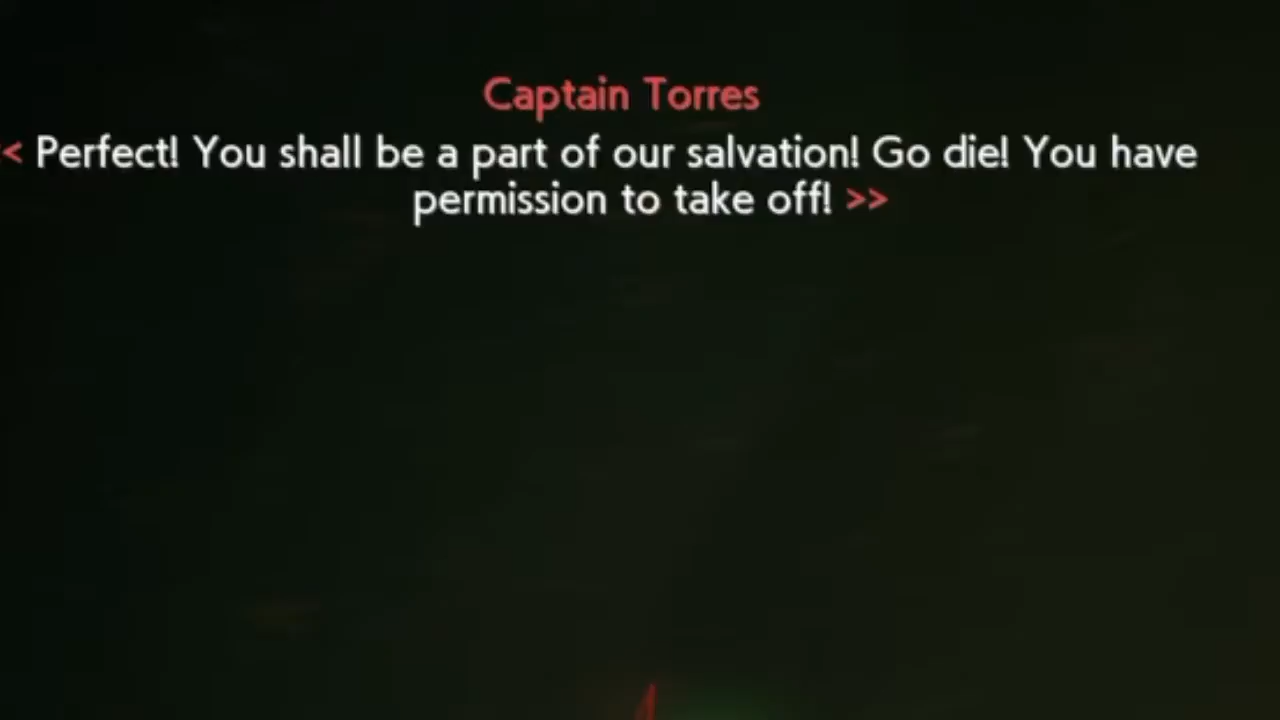 Captain Torres
< Perfect! You shall be a part of our salvation! Go die! You have
permission to take off! >>